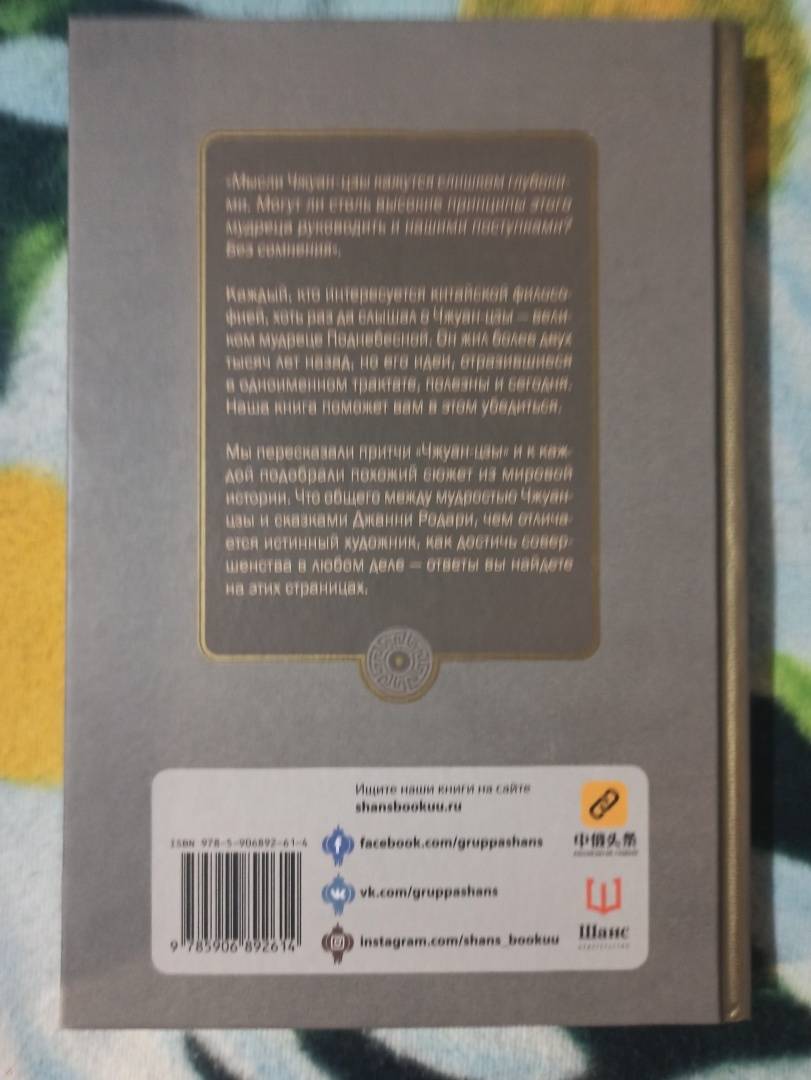 «Мысли Чжуан-цзы кажутся слишком глубоки-
ми. Могут ли столь высокие принципы этого
мудреца руководить и нашими поступками?
Без сомнения».
Каждый, кто интересуется китайской филосо-
фией, хоть раз да слышал о Чжуан-цзы – вели-
ком мудреце Поднебесной. Он жил более двух
тысяч лет назад, но его идеи, отразившиеся
в одноименном трактате, полезны и сегодня.
Наша книга поможет вам в этом убедиться.
Мы пересказали притчи «Чжуан-цзы» и к каж-
дой подобрали похожий сюжет из мировой
истории. Что общего между мудростью Чжуан-
цзы и сказками Джанни Родари, чем отлича-
ется истинный художник, как достичь совер-
шенства в любом деле – ответы вы найдете
на этих страницах.
Ищите наши книги на сайте
shansbookuu.ru
ISBN 978-5-906892-61-4
facebook.com/gruppashans
vk.com/gruppashans
instagram.com/shans_bookuu
9 785906 892614
中俄头条
Шанс
издательство